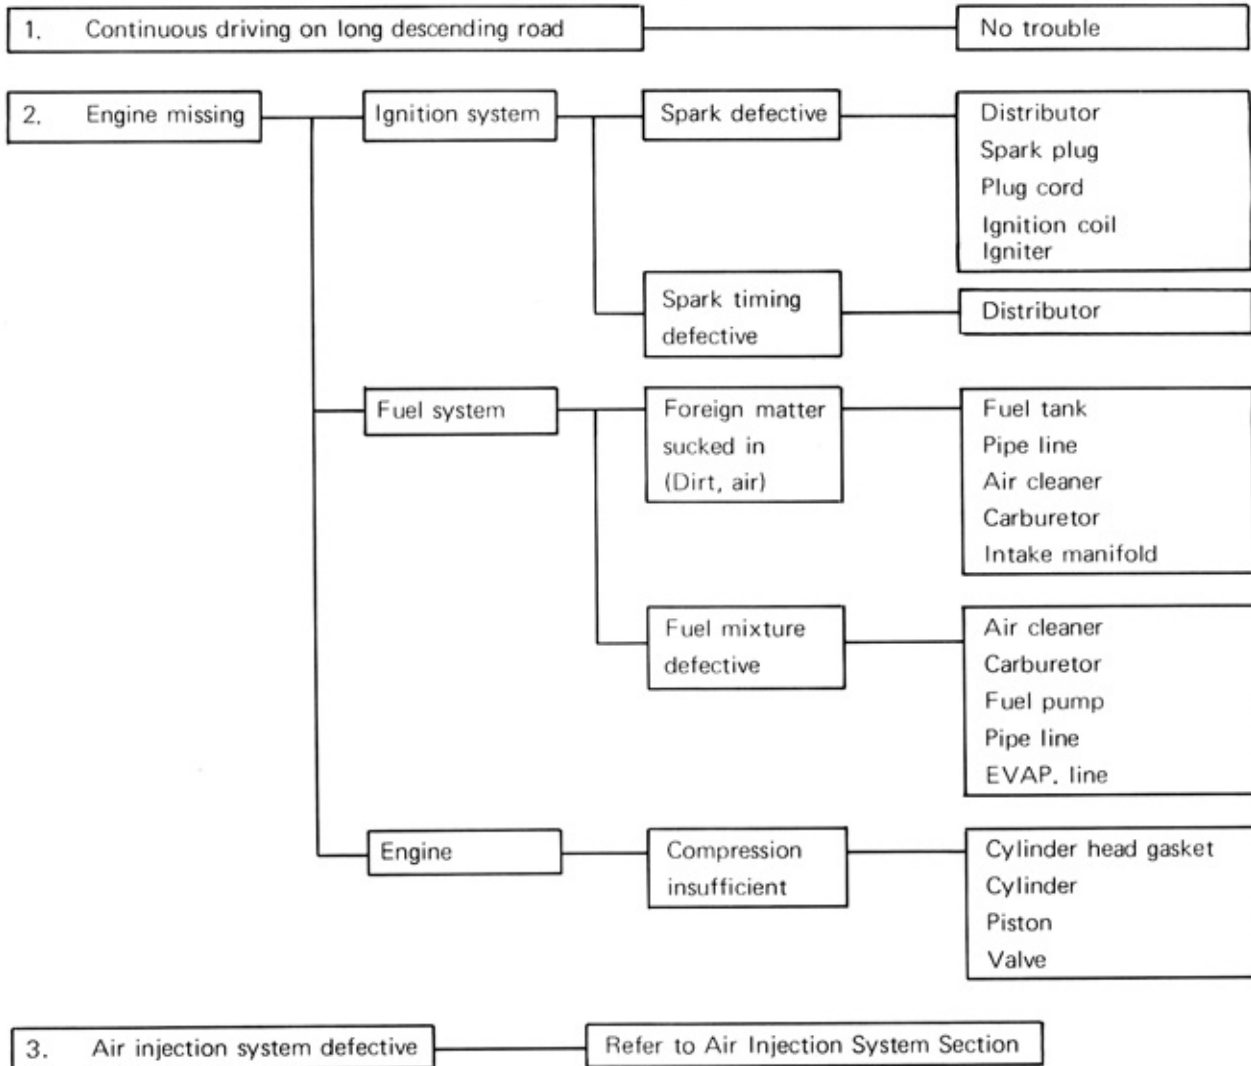 1. Continuous driving on long descending road
No trouble
2. Engine missing
Ignition system
Spark defective
Distributor
Spark plug
Plug cord
Ignition coil
Igniter
Spark timing
defective
Distributor
Fuel system
Foreign matter
sucked in
(Dirt, air)
Fuel tank
Pipe line
Air cleaner
Carburetor
Intake manifold
Fuel mixture
defective
Air cleaner
Carburetor
Fuel pump
Pipe line
EVAP. line
Engine
Compression
insufficient
Cylinder head gasket
Cylinder
Piston
Valve
3. Air injection system defective
Refer to Air Injection System Section